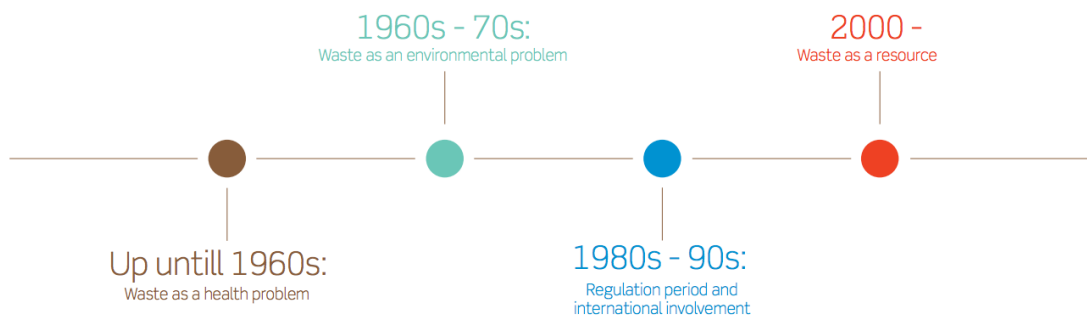 1960s - 70s:
Waste as an environmental problem
2000 -
Waste as a resource
Up untill 1960s:
Waste as a health problem
1980s - 90s:
Regulation period and
international involvement